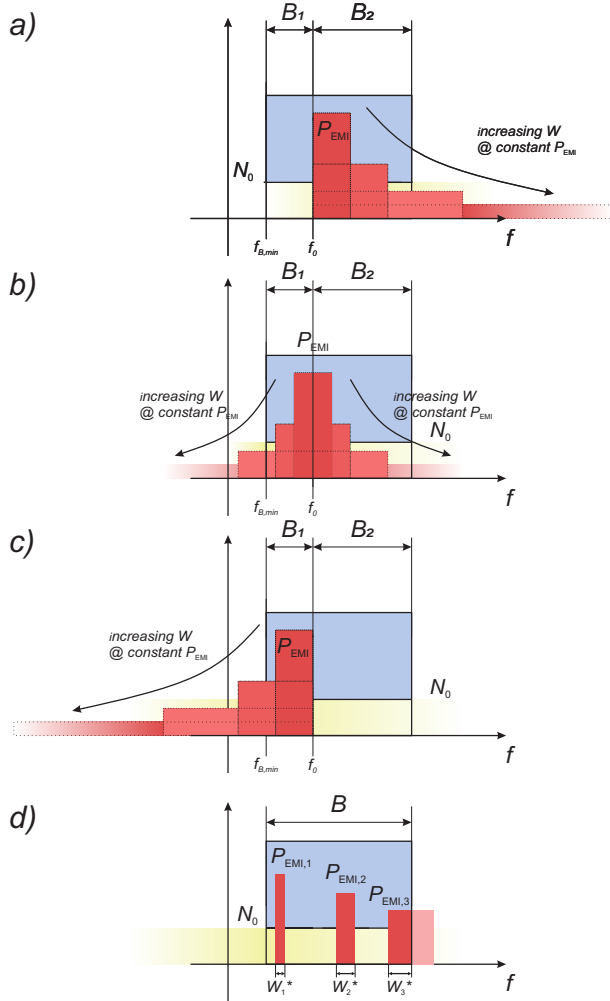 a)
B₁ B₂
P_EMI
increasing W
@ constant P_EMI
N₀
f_B,min f₀ f
b)
B₁ B₂
P_EMI
increasing W
@ constant P_EMI
increasing W
@ constant P_EMI
N₀
f_B,min f₀ f
c)
B₁ B₂
increasing W
@ constant P_EMI
P_EMI
N₀
f_B,min f₀ f
d)
B
P_EMI,1
P_EMI,2
P_EMI,3
N₀
W₁* W₂* W₃* f